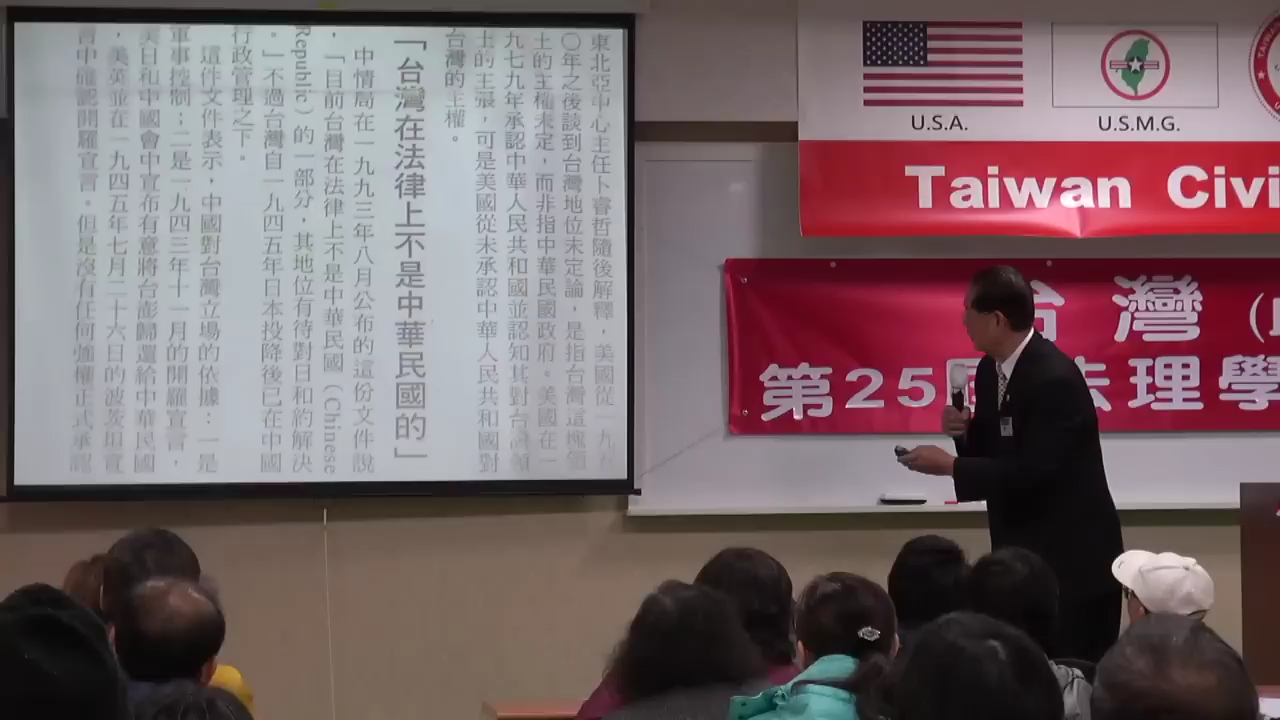 東北亞中心主任卜睿哲隨後解釋，美國從一九九
〇年之後談到台灣地位未定論，是指台灣這塊領
土的主權未定，而非指中華民國政府。美國在一
九七九年承認中華人民共和國並認知其對台灣領
土的主張，可是美國從未承認中華人民共和國對
台灣的主權。
「台灣在法律上不是中華民國的」
中情局在一九九三年八月公布的這份文件說
，「目前台灣在法律上不是中華民國（Chinese
Republic）的一部分，其地位有待對日和約解決
。」不過台灣自一九四五年日本投降後已在中國
行政管理之下。
這件文件表示，中國對台灣立場的依據：一是
軍事控制；二是一九四三年十一月的開羅宣言，
美日和中國會中宣布有意將台彭歸還給中華民國
，美英並在一九四五年七月二十六日的波茨坦宣
言中確認開羅宣言。但是沒有任何
U.S.A.
U.S.M.G.
Taiwan Civi
台灣（
第25屆法理學